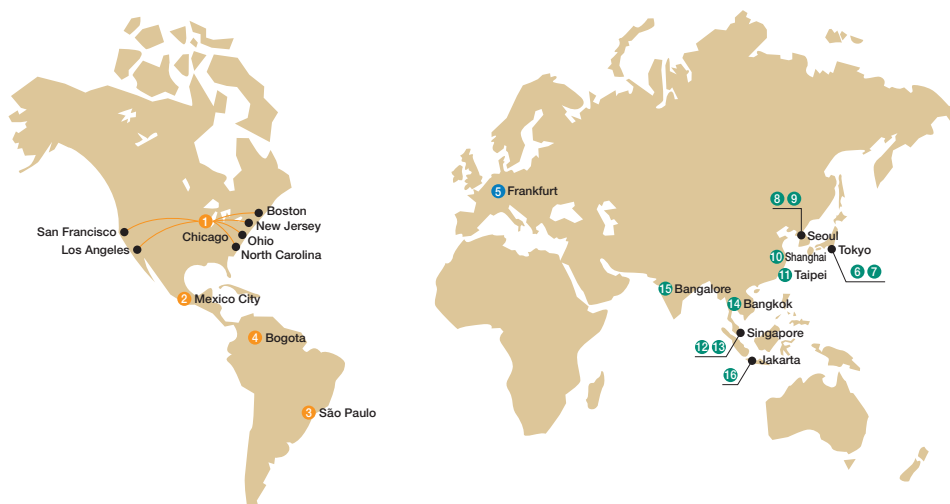 Boston
1
New Jersey
San Francisco
Chicago
Ohio
Los Angeles
North Carolina
2 Mexico City
4 Bogota
3 São Paulo
5 Frankfurt
8 9
Seoul
10 Shanghai
Tokyo
6 7
11 Taipei
15 Bangalore
14 Bangkok
Singapore
12 13
Jakarta
16